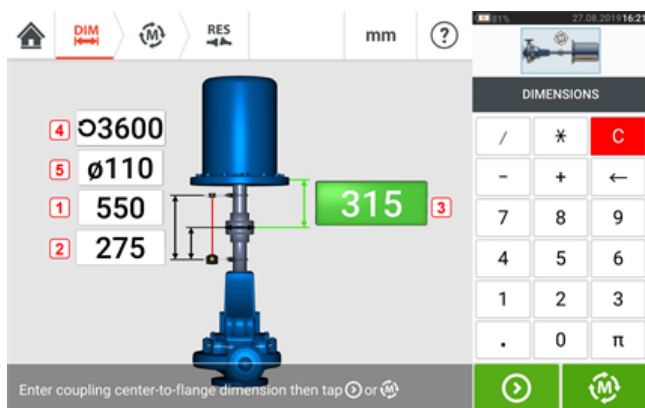 DIM
M
RES
mm
?
81% 27.08.2019 16:21
DIMENSIONS
4 3600
5 ø110
1 550
2 275
315 3
/ * C
- + ←
7 8 9
4 5 6
1 2 3
. 0 π
Enter coupling center-to-flange dimension then tap or M
M